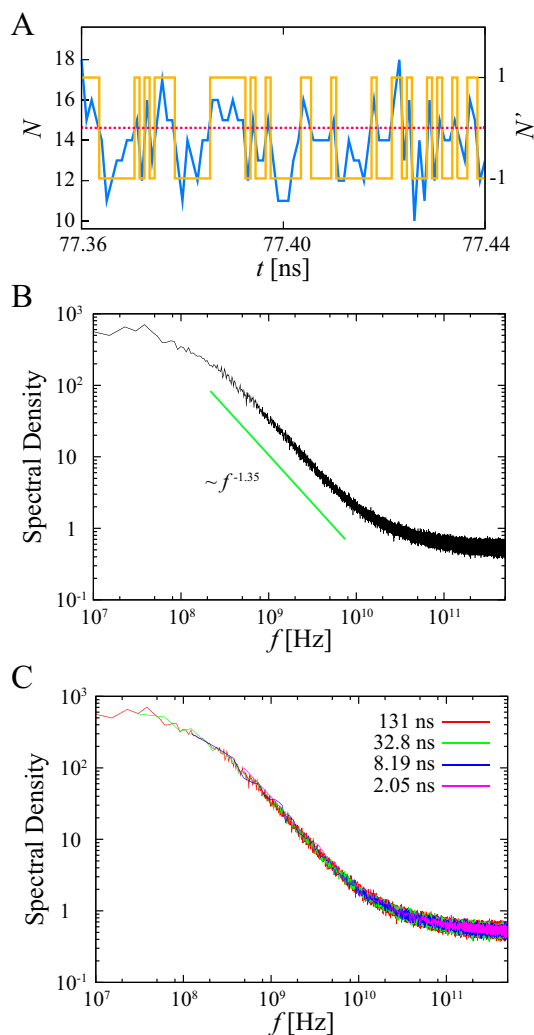 A
18
16
14
12
10
N
1
-1
N’
77.36
77.40
77.44
t [ns]
B
10³
10²
10
1
10⁻¹
Spectral Density
~ f⁻¹·³⁵
10⁷
10⁸
10⁹
10¹⁰
10¹¹
f [Hz]
C
10³
10²
10
1
10⁻¹
Spectral Density
131 ns
32.8 ns
8.19 ns
2.05 ns
10⁷
10⁸
10⁹
10¹⁰
10¹¹
f [Hz]